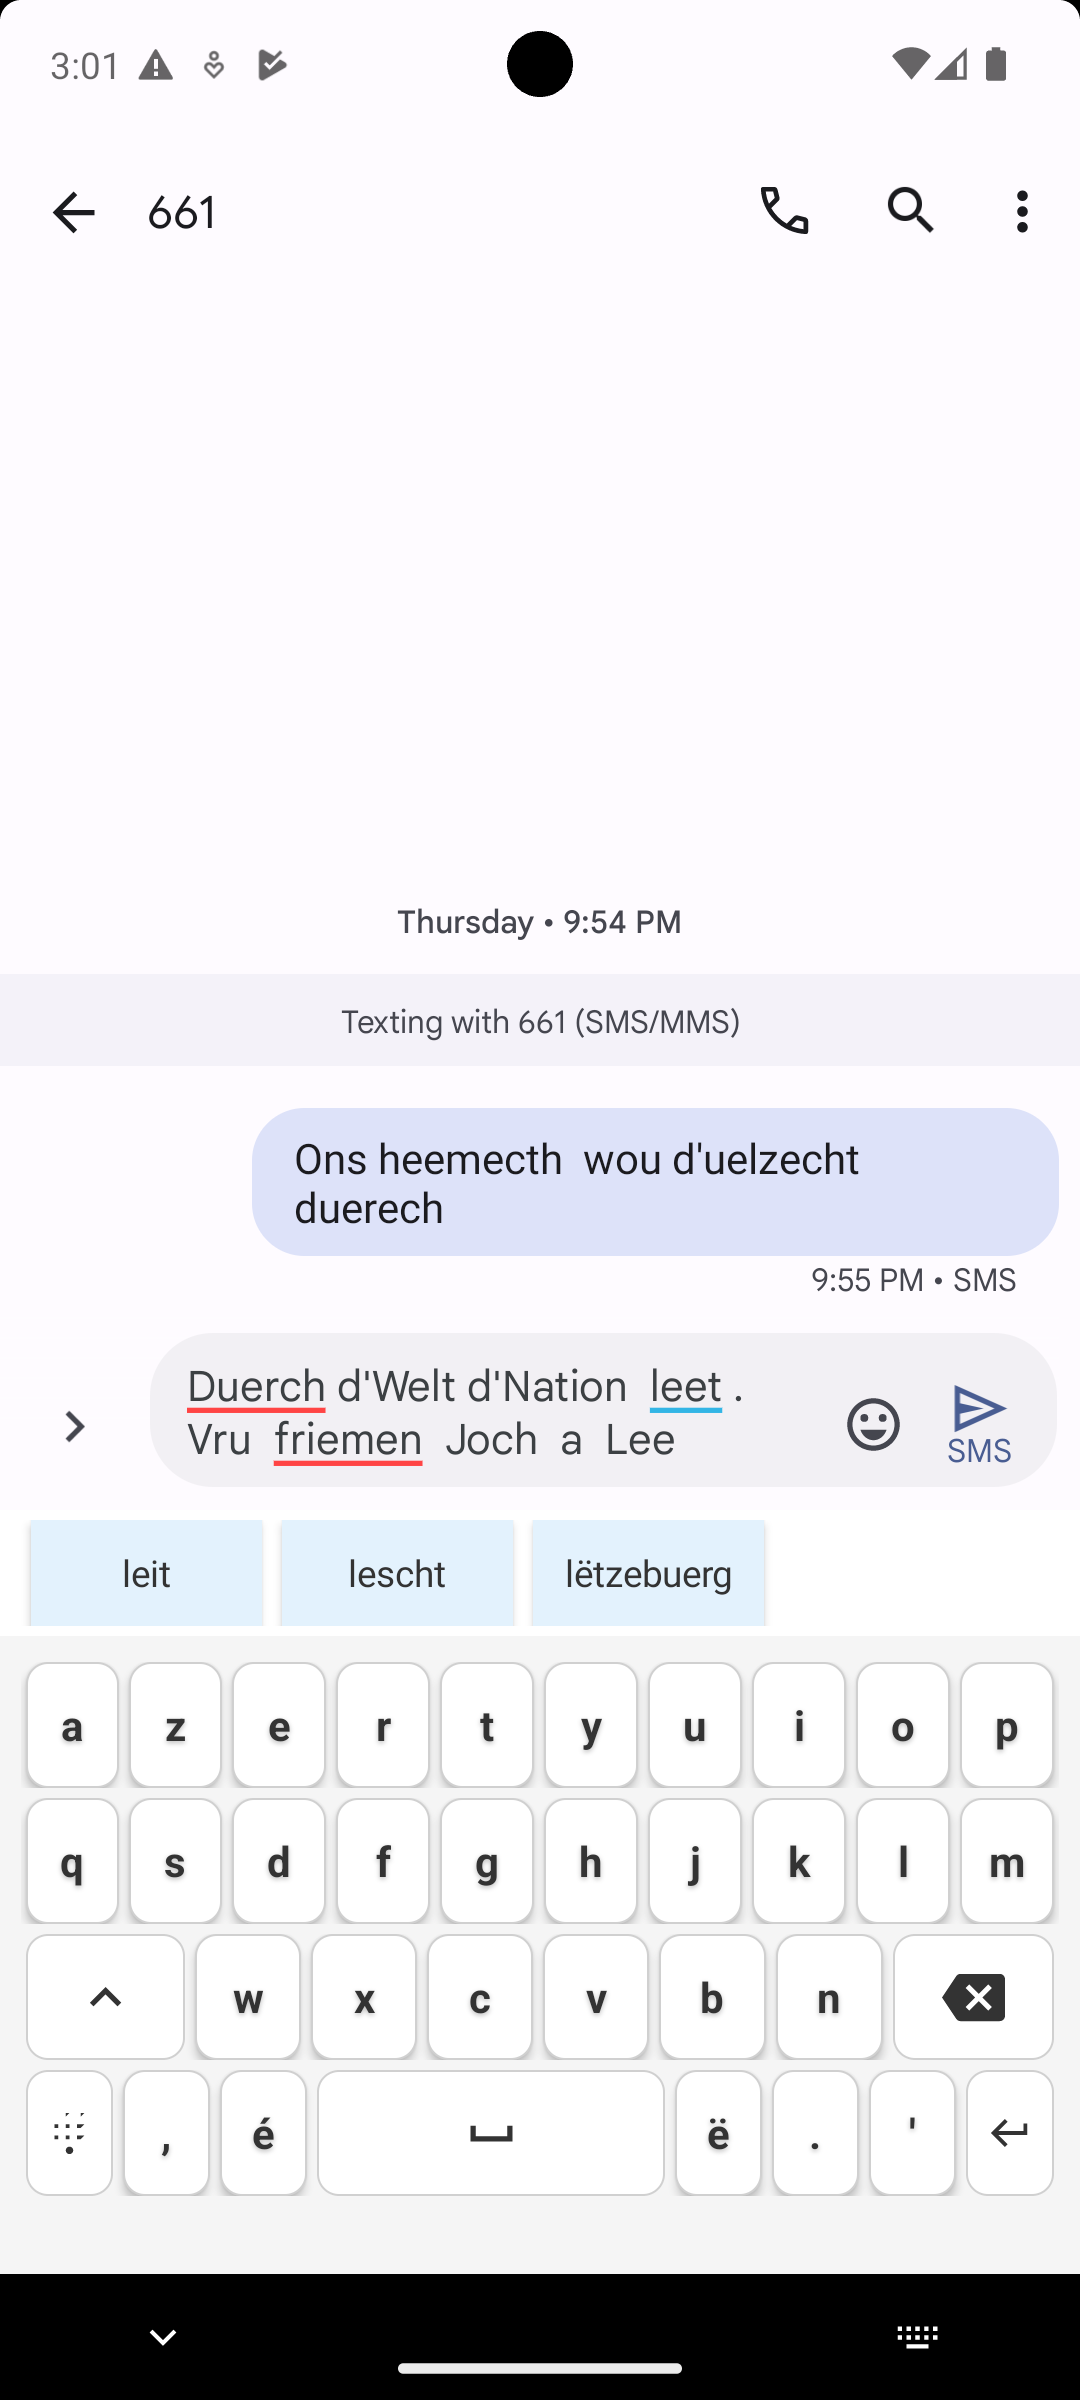 3:01
661
Thursday • 9:54 PM
Texting with 661 (SMS/MMS)
Ons heemecth  wou d'uelzecht
duerech
9:55 PM • SMS
Duerch d'Welt d'Nation  leet .
Vru  friemen  Joch  a  Lee
SMS
leit lescht lëtzebuerg
a z e r t y u i o p
q s d f g h j k l m
w x c v b n
, é ë . '